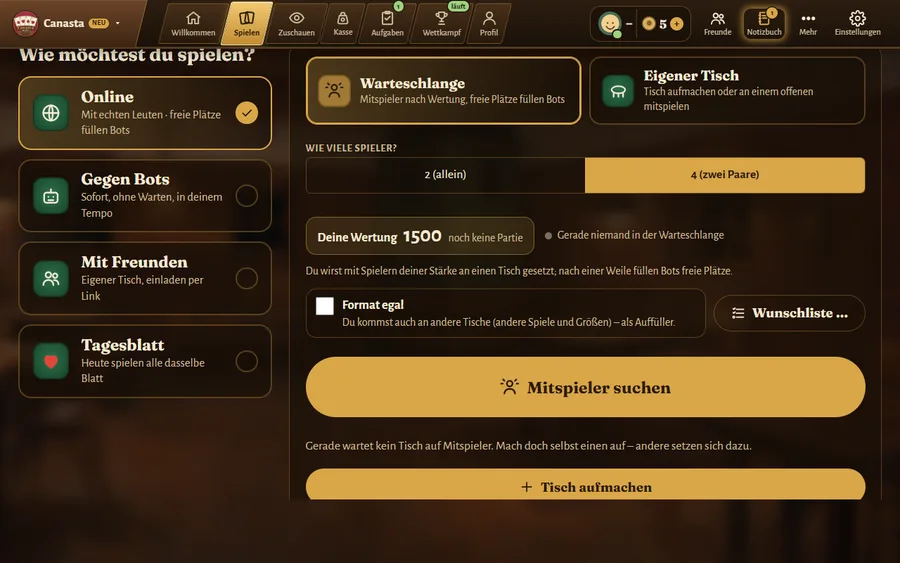 Canasta NEU
Willkommen
Spielen
Zuschauen
Kasse
1
Aufgaben
läuft
Wettkampf
Profil
–
5
+
Freunde
1
Notizbuch
Mehr
Einstellungen
Wie möchtest du spielen?
Online
Mit echten Leuten · freie Plätze
füllen Bots
Gegen Bots
Sofort, ohne Warten, in deinem
Tempo
Mit Freunden
Eigener Tisch, einladen per
Link
Tagesblatt
Heute spielen alle dasselbe
Blatt
Warteschlange
Mitspieler nach Wertung, freie Plätze füllen Bots
Eigener Tisch
Tisch aufmachen oder an einem offenen
mitspielen
WIE VIELE SPIELER?
2 (allein)
4 (zwei Paare)
Deine Wertung 1500 noch keine Partie
Gerade niemand in der Warteschlange
Du wirst mit Spielern deiner Stärke an einen Tisch gesetzt; nach einer Weile füllen Bots freie Plätze.
Format egal
Du kommst auch an andere Tische (andere Spiele und Größen) – als Auffüller.
Wunschliste ...
Mitspieler suchen
Gerade wartet kein Tisch auf Mitspieler. Mach doch selbst einen auf – andere setzen sich dazu.
+ Tisch aufmachen